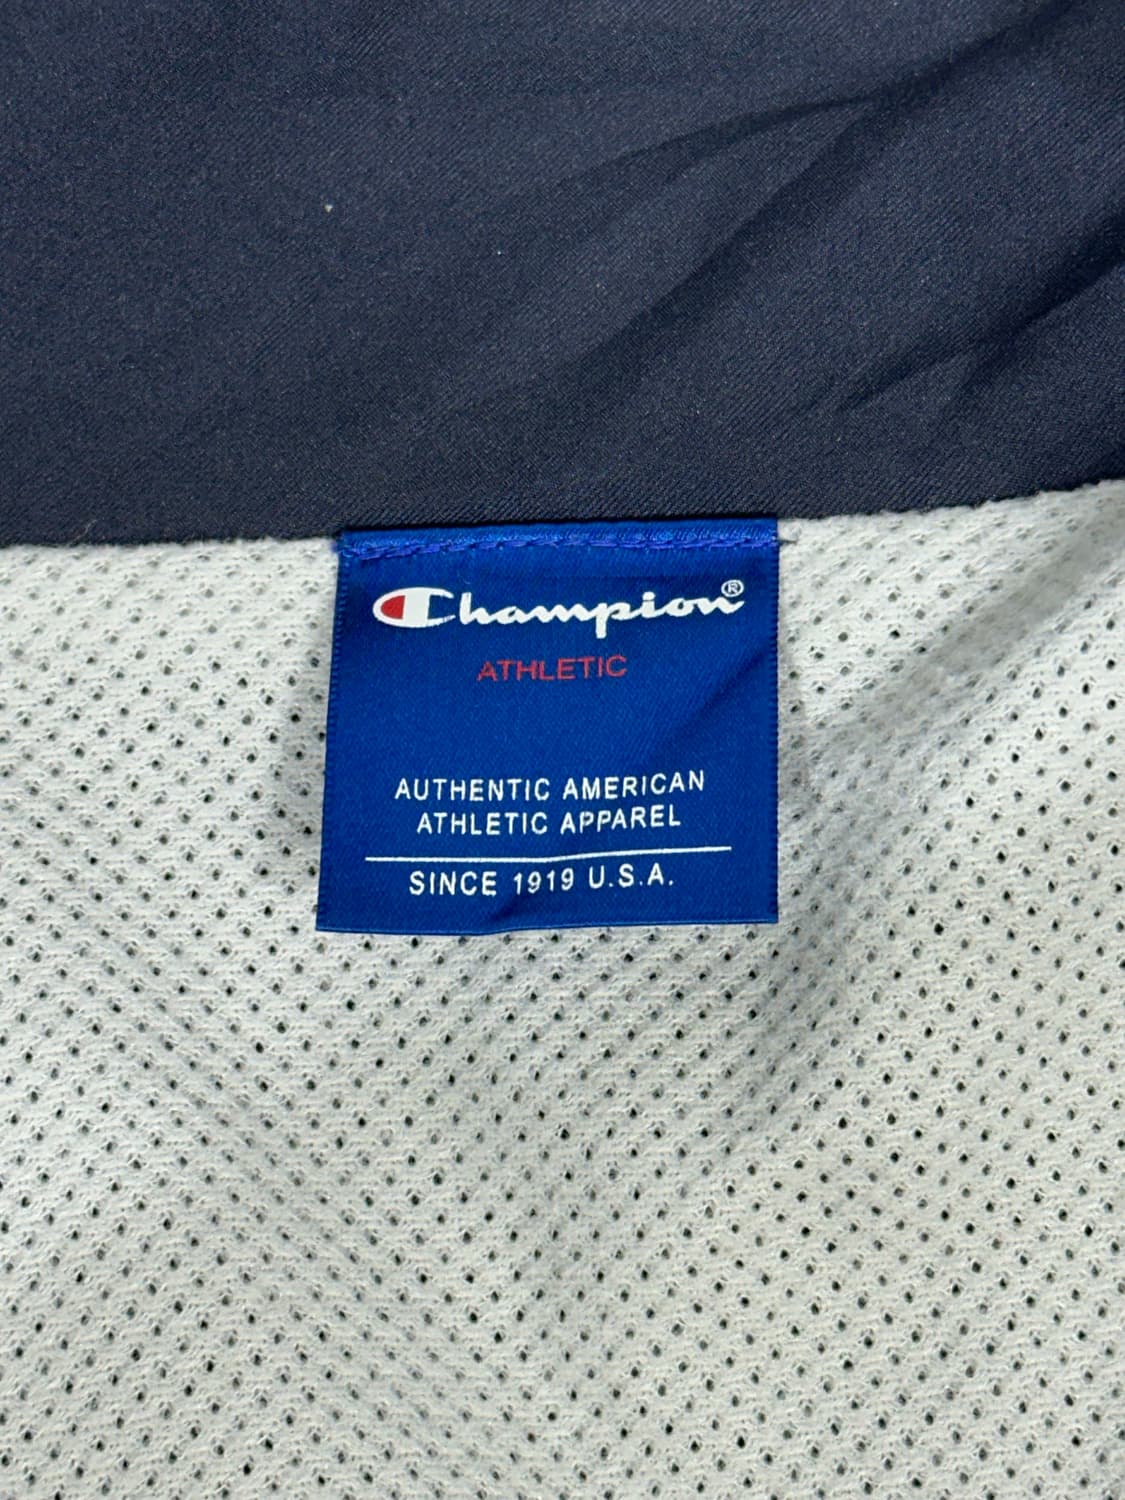 Champion®
ATHLETIC
AUTHENTIC AMERICAN
ATHLETIC APPAREL
SINCE 1919 U.S.A.